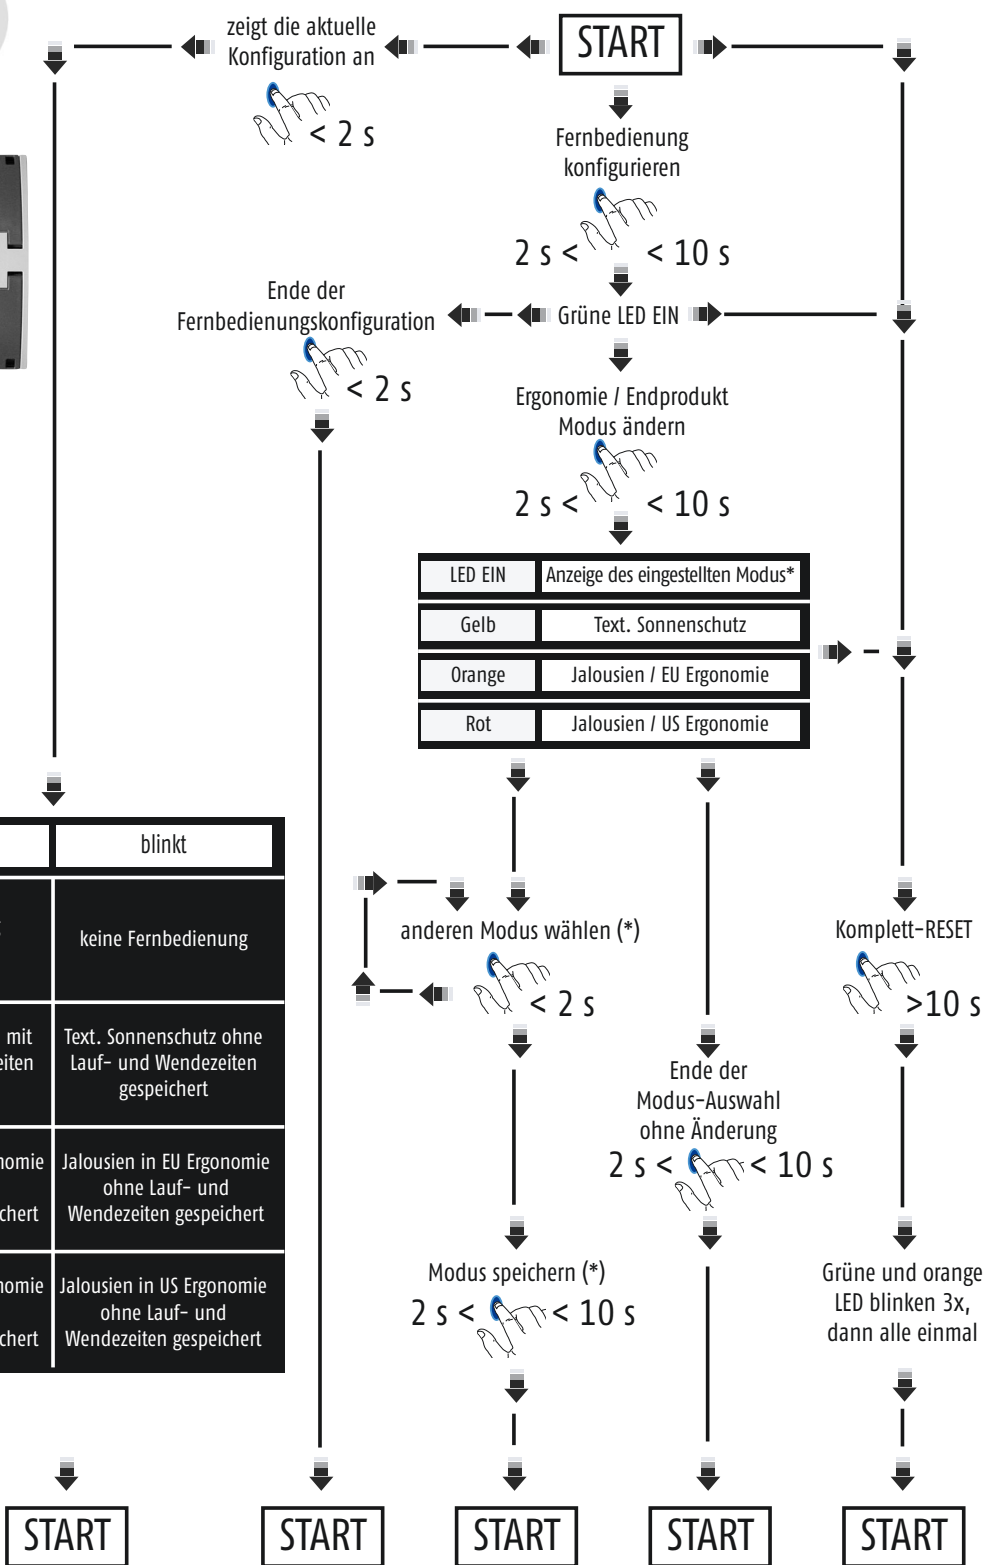 zeigt die aktuelle
Konfiguration an
< 2 s
START
Fernbedienung
konfigurieren
2 s < < 10 s
Ende der
Fernbedienungskonfiguration
< 2 s
Grüne LED EIN
Ergonomie / Endprodukt
Modus ändern
2 s < < 10 s
LED EIN Anzeige des eingestellten Modus*
Gelb Text. Sonnenschutz
Orange Jalousien / EU Ergonomie
Rot Jalousien / US Ergonomie
blinkt
keine Fernbedienung
mit
Text. Sonnenschutz ohne
Lauf- und Wendezeiten
gespeichert
Jalousien in EU Ergonomie
ohne Lauf- und
Wendezeiten gespeichert
Jalousien in US Ergonomie
ohne Lauf- und
Wendezeiten gespeichert
anderen Modus wählen (*)
< 2 s
Modus speichern (*)
2 s < < 10 s
Ende der
Modus-Auswahl
ohne Änderung
2 s < < 10 s
Komplett-RESET
>10 s
Grüne und orange
LED blinken 3x,
dann alle einmal
START
START
START
START
START